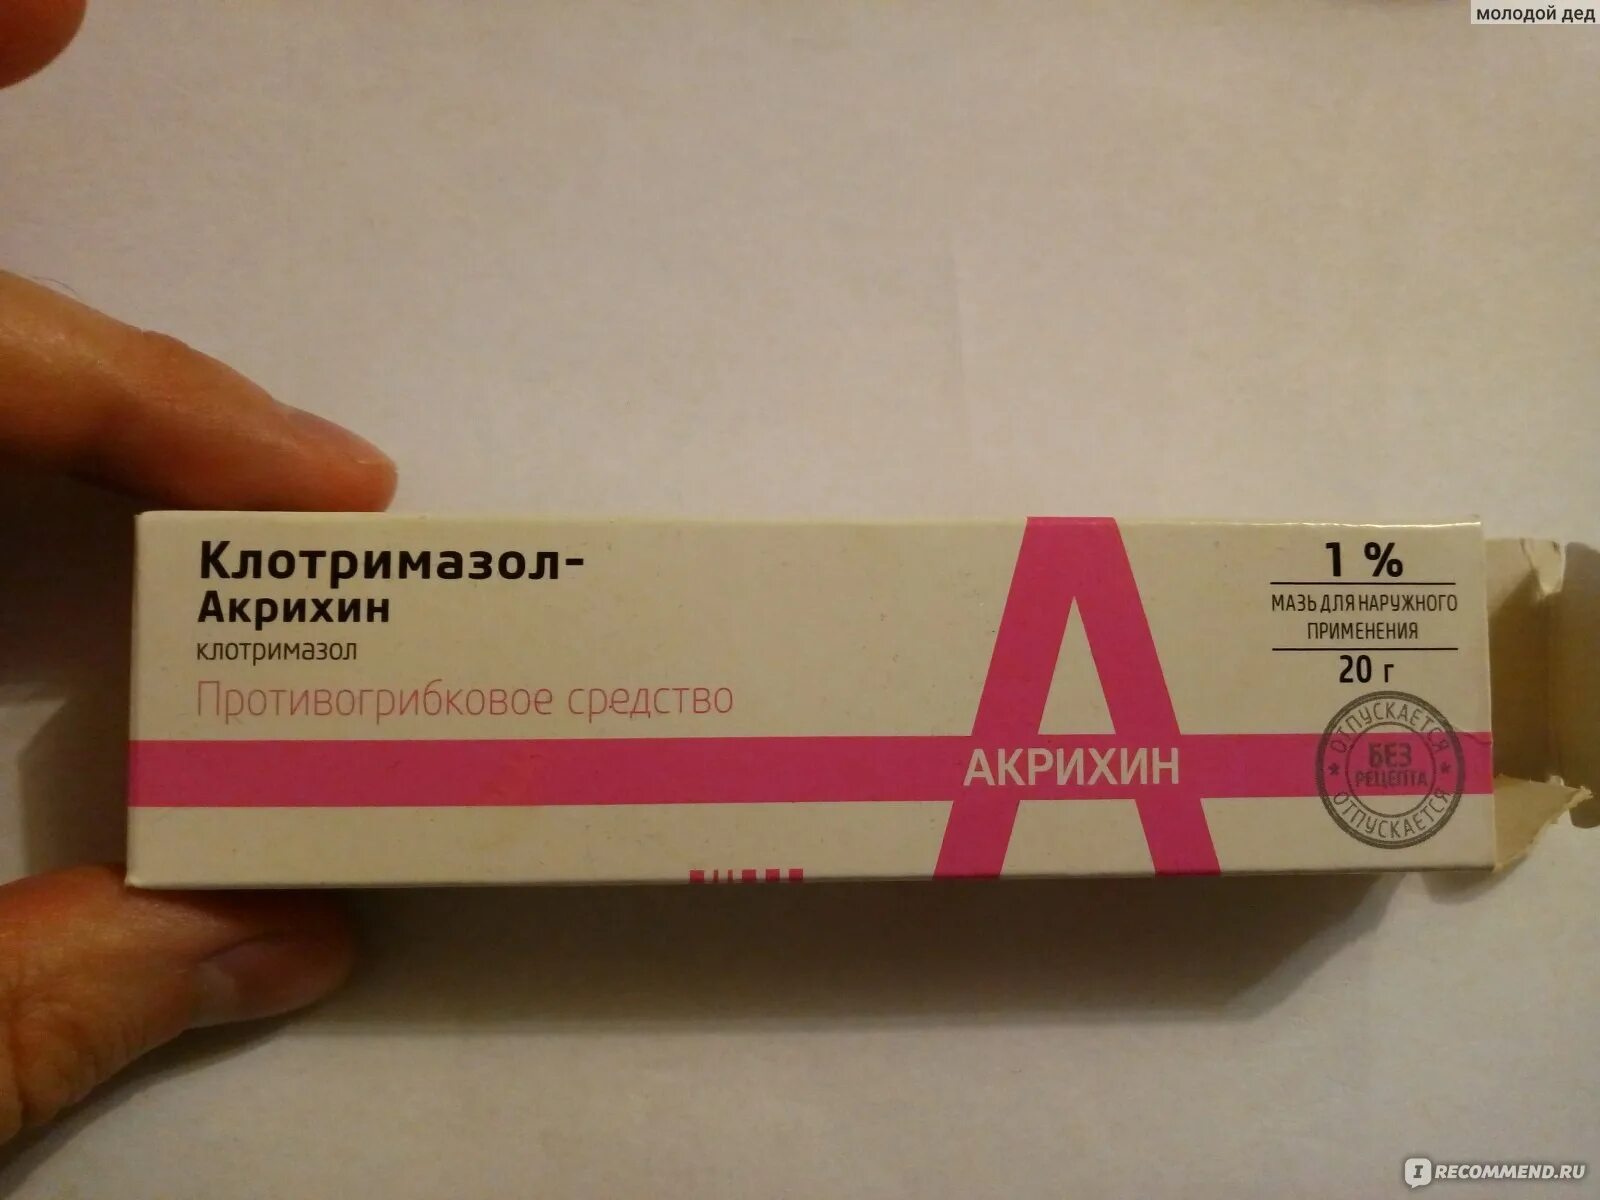 молодой дед
Клотримазол-
Акрихин
клотримазол
Противогрибковое средство
АКРИХИН
1 %
МАЗЬ ДЛЯ НАРУЖНОГО
ПРИМЕНЕНИЯ
20 г
ОТПУСКАЕТСЯ
БЕЗ
РЕЦЕПТА
ОТПУСКАЕТСЯ
I RECOMMEND.RU